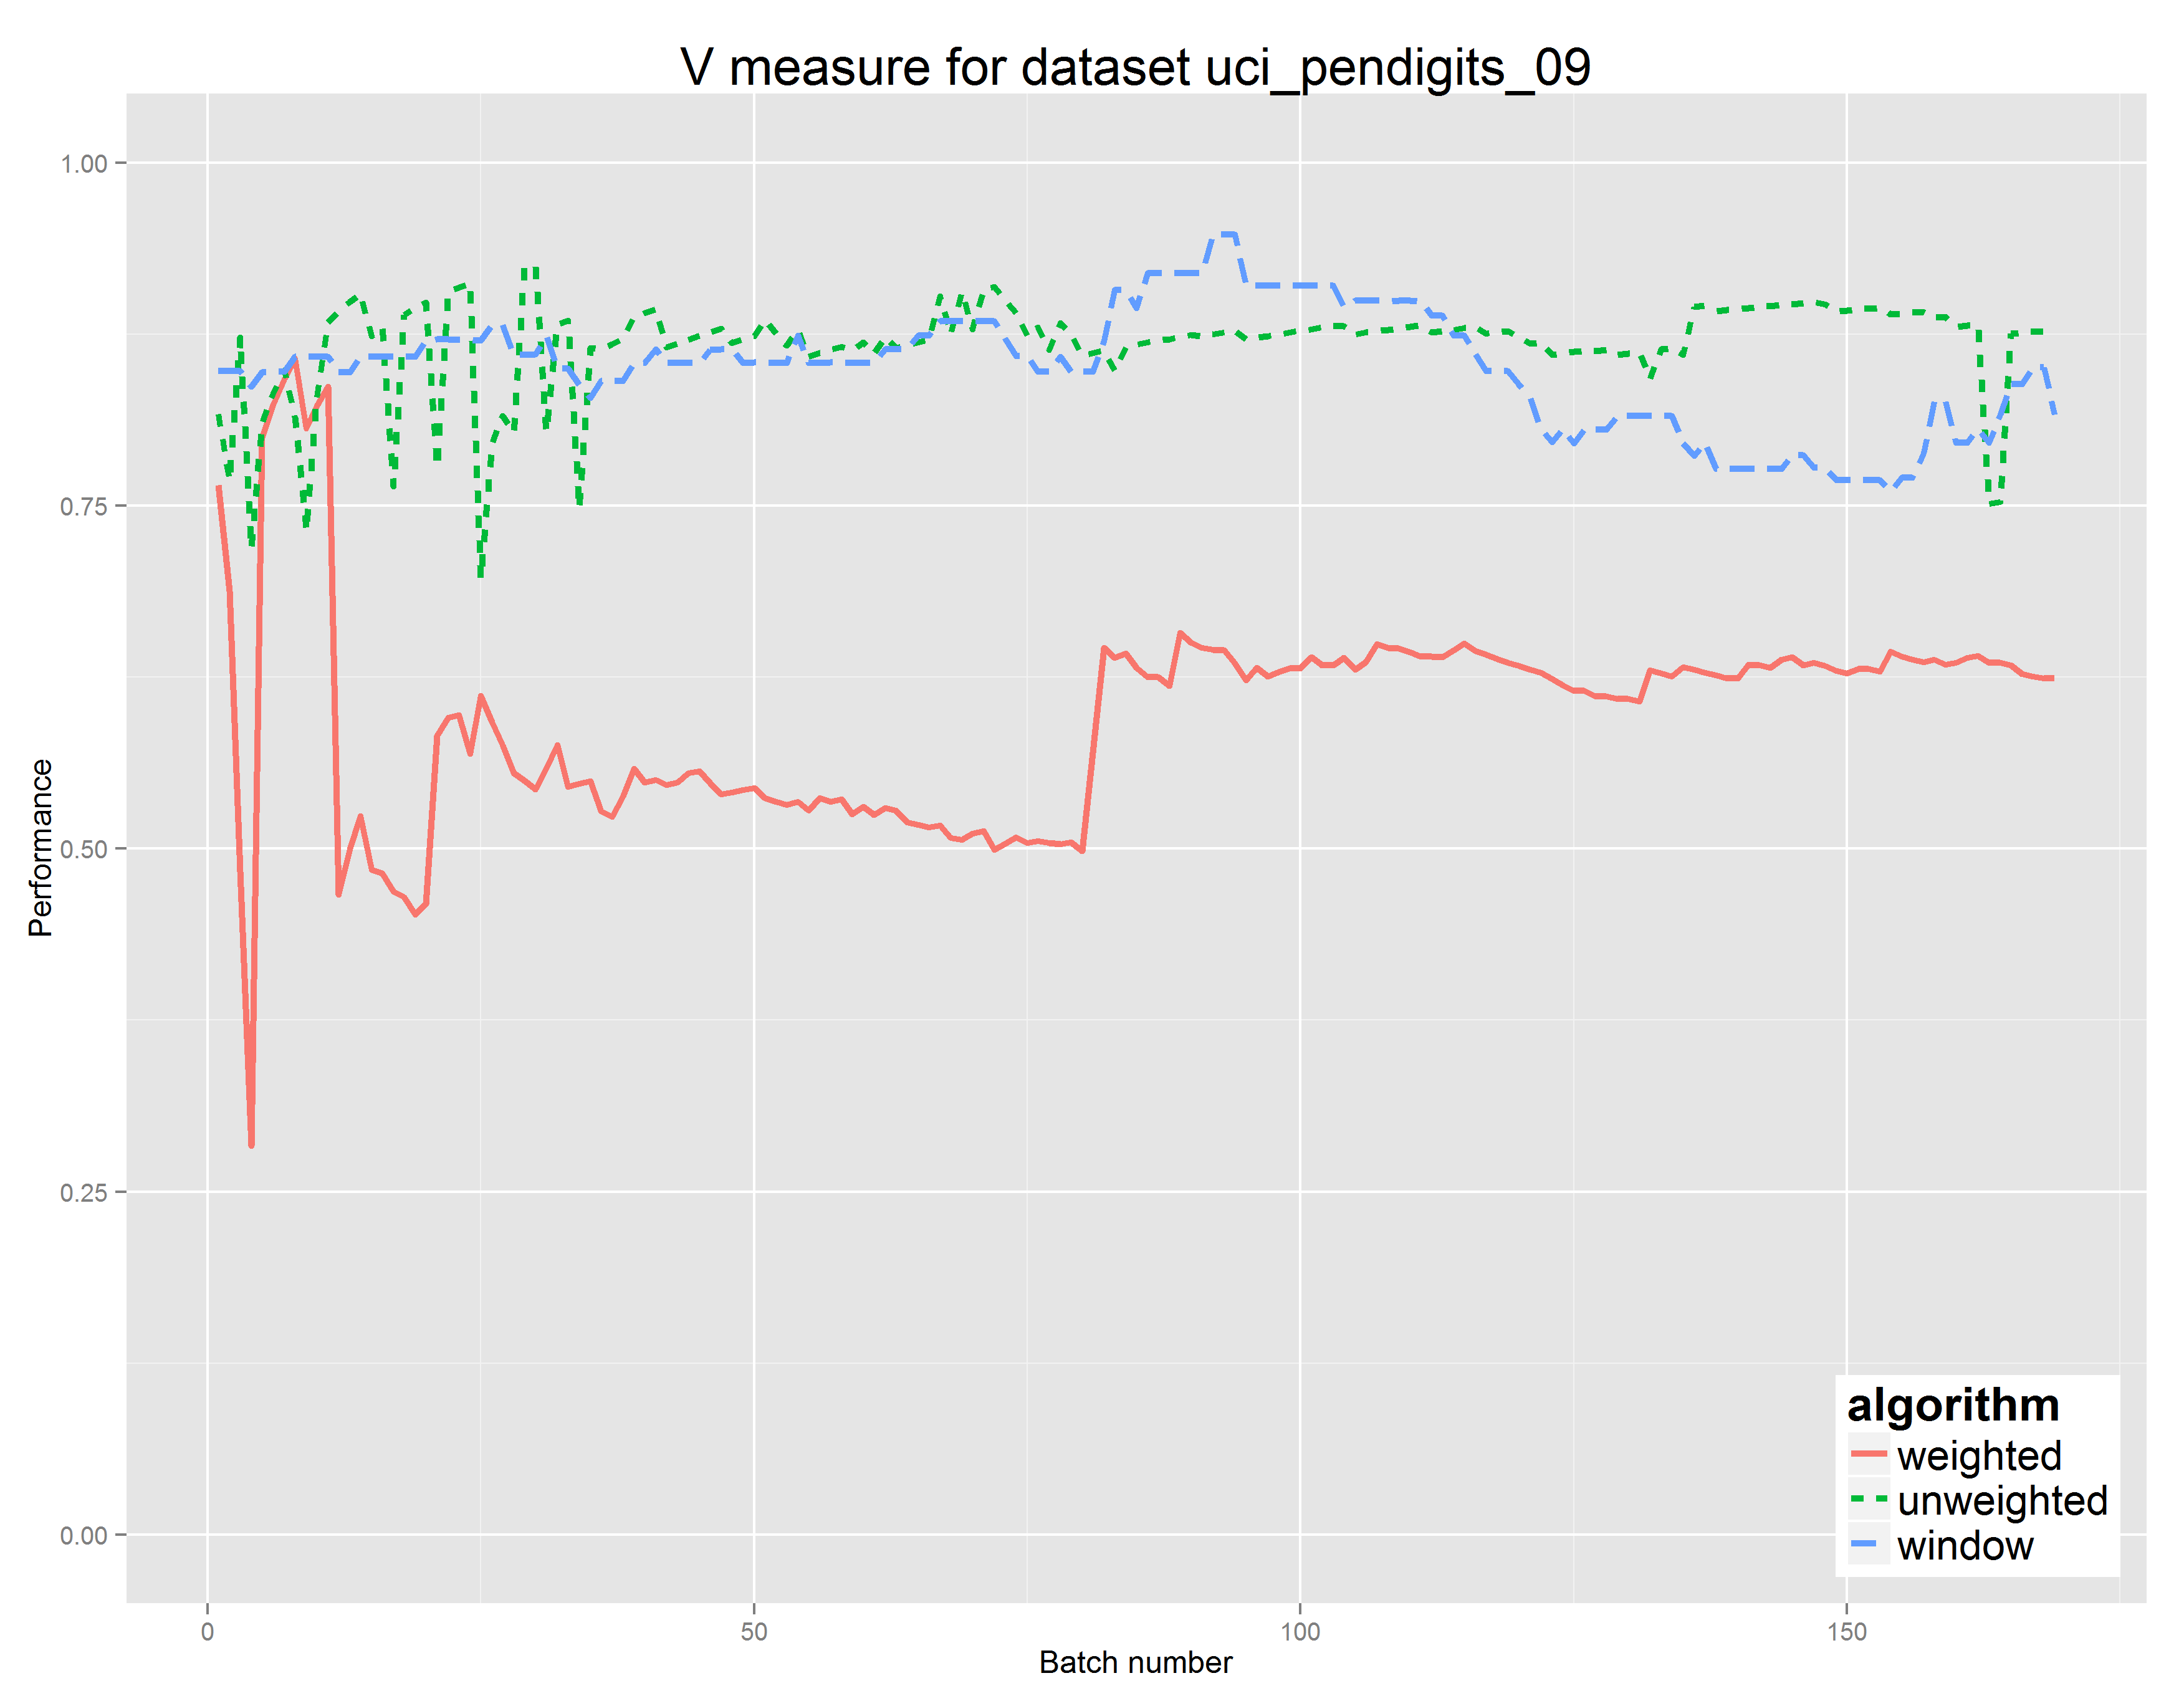 V measure for dataset uci_pendigits_09
Performance
1.00
0.75
0.50
0.25
0.00
0
50
100
150
Batch number
algorithm
weighted
unweighted
window